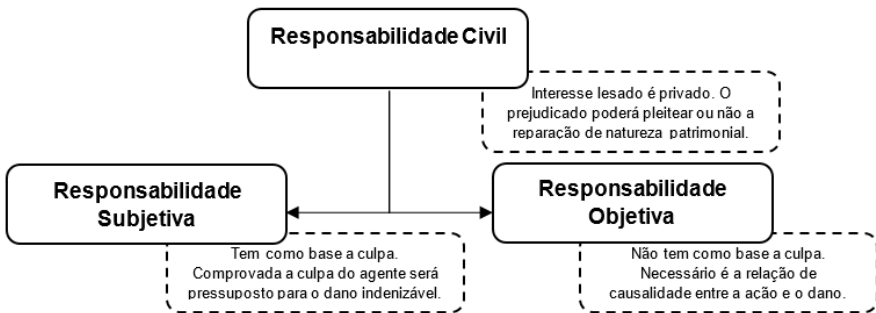 Responsabilidade Civil
Interesse lesado é privado. O
prejudicado poderá pleitear ou não a
reparação de natureza patrimonial.
Responsabilidade
Subjetiva
Tem como base a culpa.
Comprovada a culpa do agente será
pressuposto para o dano indenizável.
Responsabilidade
Objetiva
Não tem como base a culpa.
Necessário é a relação de
causalidade entre a ação e o dano.